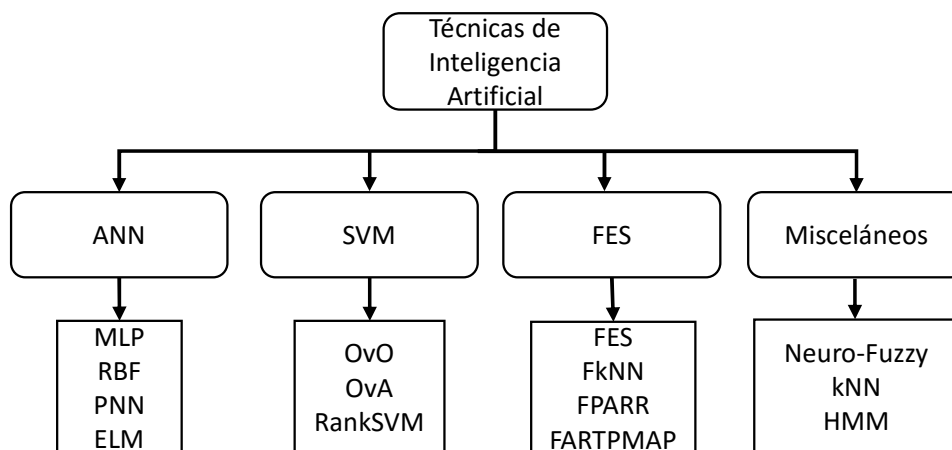 Técnicas de
Inteligencia
Artificial
ANN
SVM
FES
Misceláneos
MLP
RBF
PNN
ELM
OvO
OvA
RankSVM
FES
FkNN
FPARR
FARTPMAP
Neuro-Fuzzy
kNN
HMM